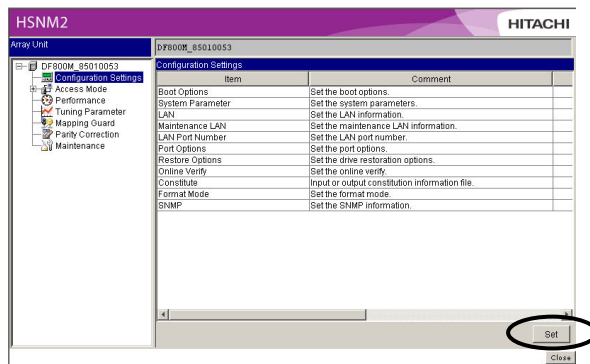 HSNM2
HITACHI
Array Unit
DF800M_85010053
Configuration Settings
Access Mode
Performance
Tuning Parameter
Mapping Guard
Parity Correction
Maintenance
DF800M_85010053
Configuration Settings
Item Comment
Boot Options Set the boot options.
System Parameter Set the system parameters.
LAN Set the LAN information.
Maintenance LAN Set the maintenance LAN information.
LAN Port Number Set the LAN port number.
Port Options Set the port options.
Restore Options Set the drive restoration options.
Online Verify Set the online verify.
Constitute Input or output constitution information file.
Format Mode Set the format mode.
SNMP Set the SNMP information.
Set
Close